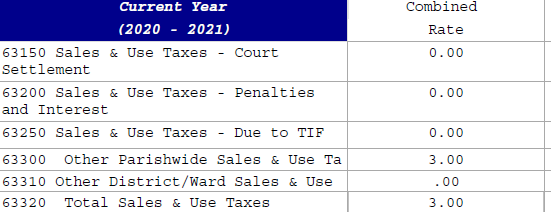 Current Year Combined
(2020 - 2021) Rate
63150 Sales & Use Taxes - Court 0.00
Settlement
63200 Sales & Use Taxes - Penalties 0.00
and Interest
63250 Sales & Use Taxes - Due to TIF 0.00
63300 Other Parishwide Sales & Use Ta 3.00
63310 Other District/Ward Sales & Use .00
63320 Total Sales & Use Taxes 3.00